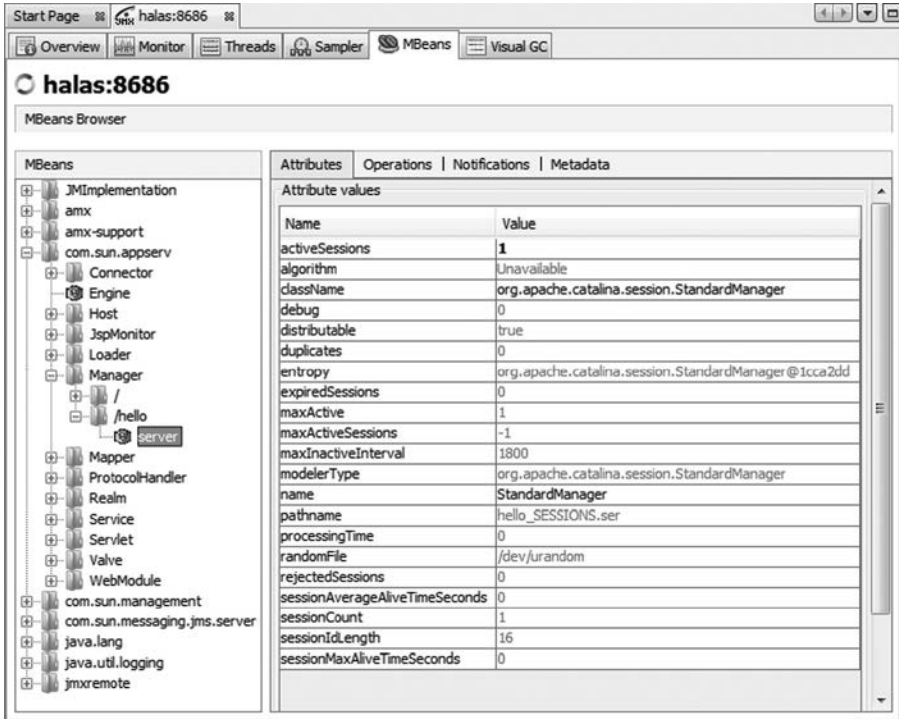 Start Page halas:8686
Overview Monitor Threads Sampler MBeans Visual GC
halas:8686
MBeans Browser
MBeans
JMImplementation
amx
amx-support
com.sun.appserv
Connector
Engine
Host
JspMonitor
Loader
Manager
/
/hello
server
Mapper
ProtocolHandler
Realm
Service
Servlet
Valve
WebModule
com.sun.management
com.sun.messaging.jms.server
java.lang
java.util.logging
jmxremote
Attributes Operations Notifications Metadata
Attribute values
Name Value
activeSessions 1
algorithm Unavailable
className org.apache.catalina.session.StandardManager
debug 0
distributable true
duplicates 0
entropy org.apache.catalina.session.StandardManager@1cca2dd
expiredSessions 0
maxActive 1
maxActiveSessions -1
maxInactiveInterval 1800
modelerType org.apache.catalina.session.StandardManager
name StandardManager
pathname hello_SESSIONS.ser
processingTime 0
randomFile /dev/urandom
rejectedSessions 0
sessionAverageAliveTimeSeconds 0
sessionCount 1
sessionIdLength 16
sessionMaxAliveTimeSeconds 0